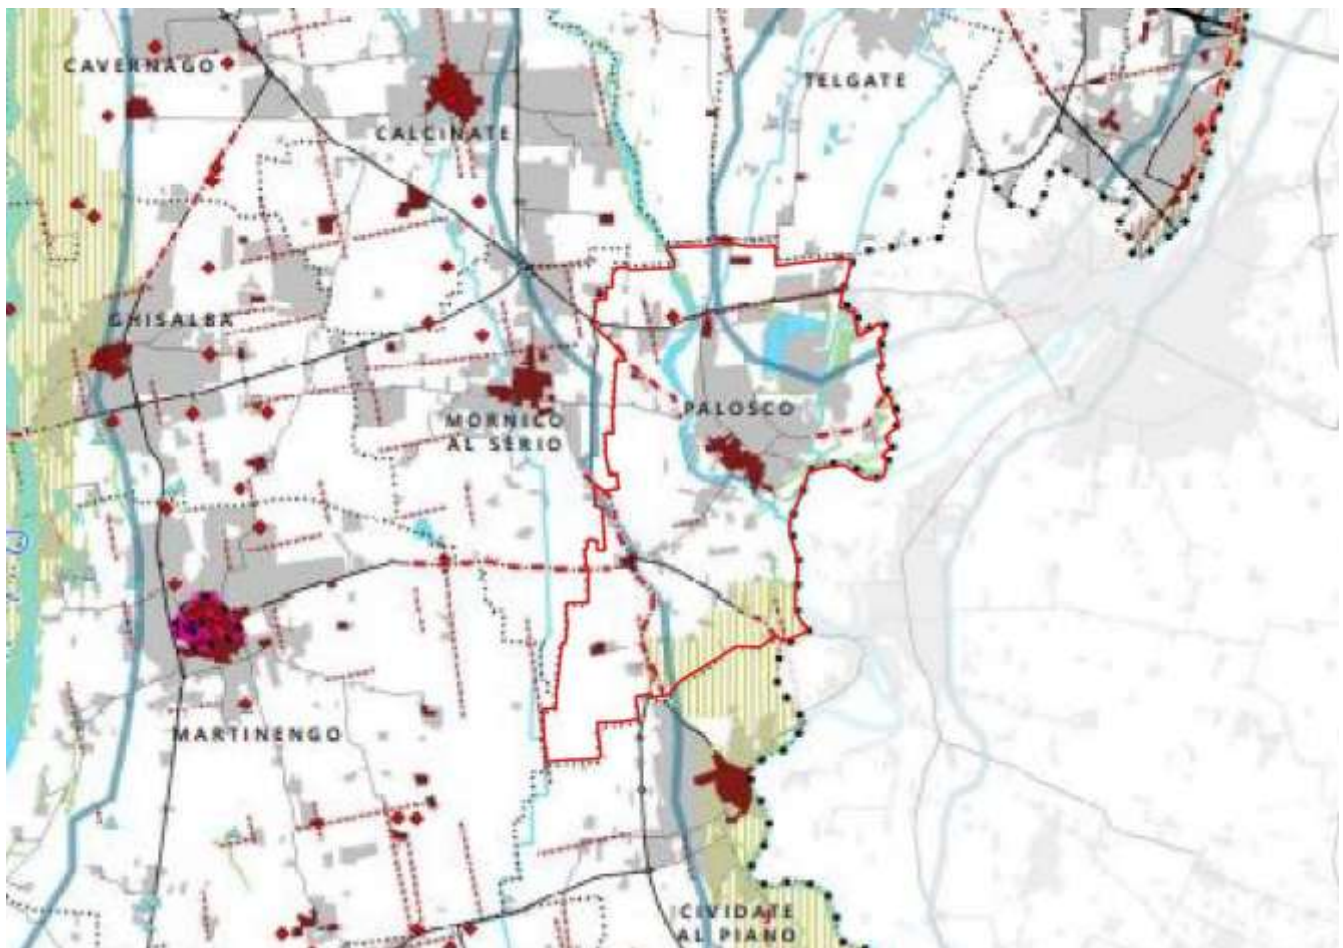 CAVERNAGO
TELGATE
CALCINATE
GHISALBA
PALOSCO
MORNICO
AL SERIO
MARTINENGO
CIVIDATE
AL PIANO